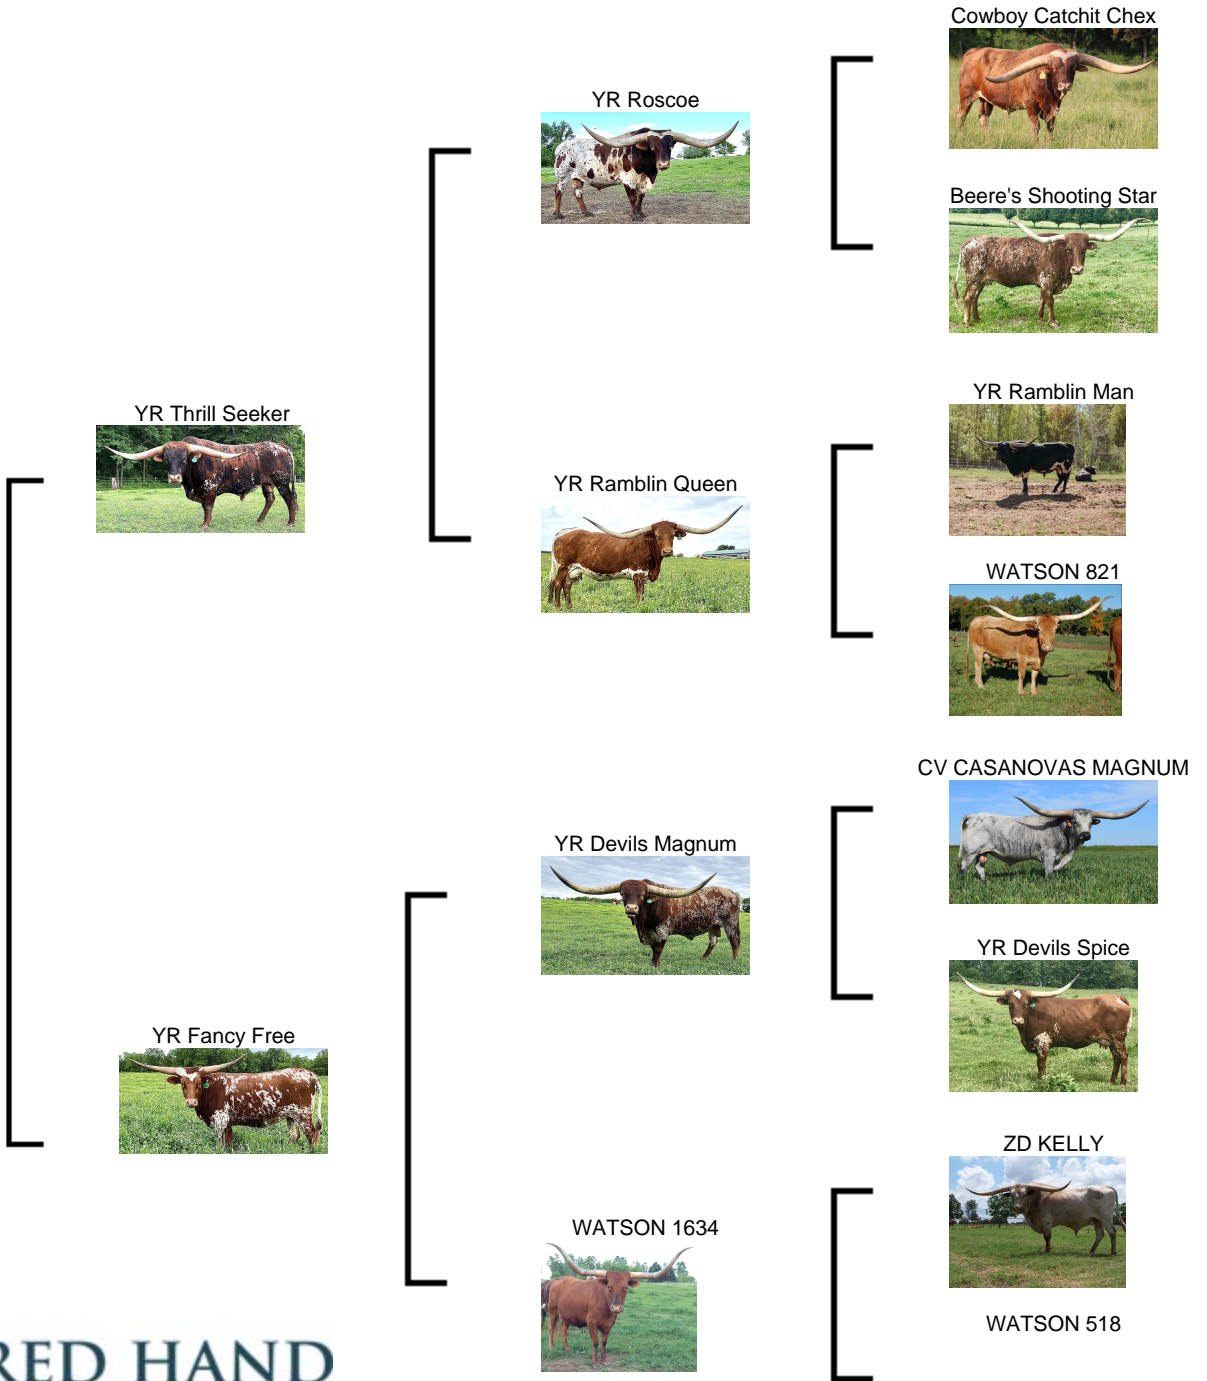 Cowboy Catchit Chex
YR Roscoe
Beere's Shooting Star
YR Thrill Seeker
YR Ramblin Man
YR Ramblin Queen
WATSON 821
CV CASANOVAS MAGNUM
YR Devils Magnum
YR Devils Spice
YR Fancy Free
ZD KELLY
WATSON 1634
WATSON 518
RED HAND